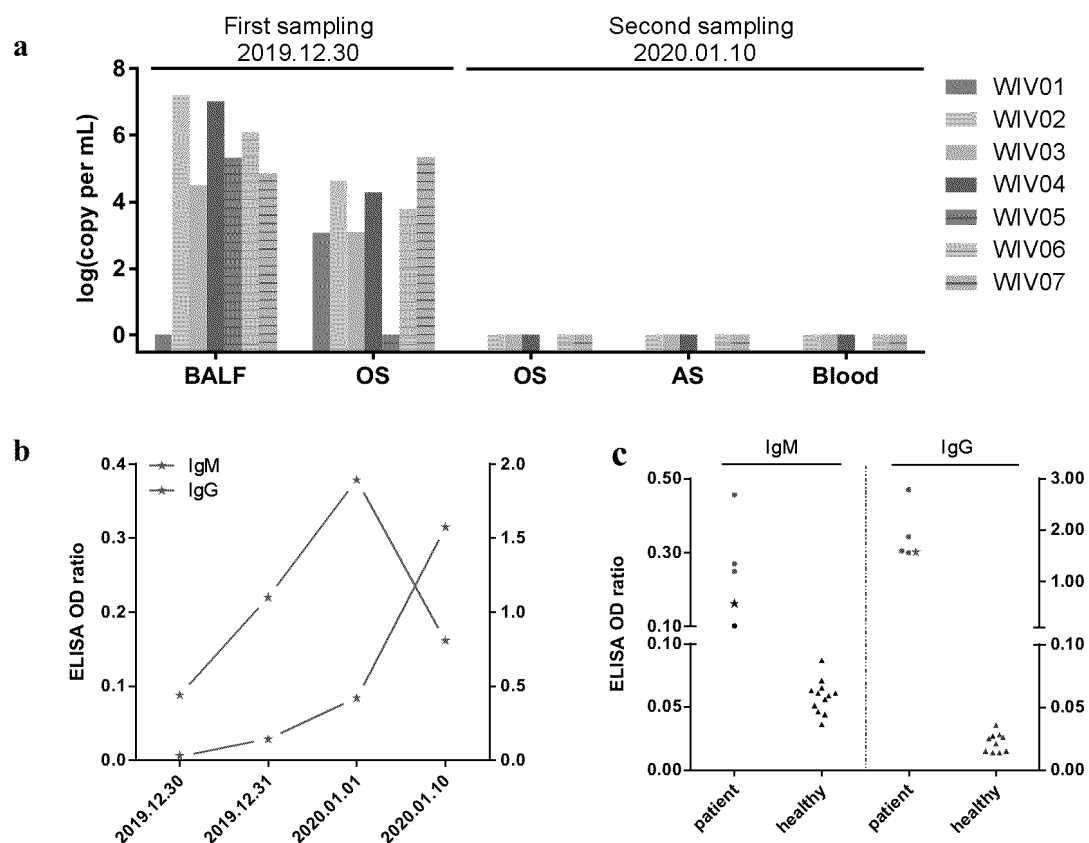 a
First sampling
2019.12.30
Second sampling
2020.01.10
log(copy per mL)
8
6
4
2
0
BALF
OS
OS
AS
Blood
WIV01
WIV02
WIV03
WIV04
WIV05
WIV06
WIV07
b
IgM
IgG
ELISA OD ratio
0.4
0.3
0.2
0.1
0.0
2.0
1.5
1.0
0.5
0.0
2019.12.30
2019.12.31
2020.01.01
2020.01.10
c
IgM
IgG
ELISA OD ratio
0.50
0.30
0.10
0.10
0.05
0.00
3.00
2.00
1.00
0.10
0.05
0.00
patient
healthy
patient
healthy